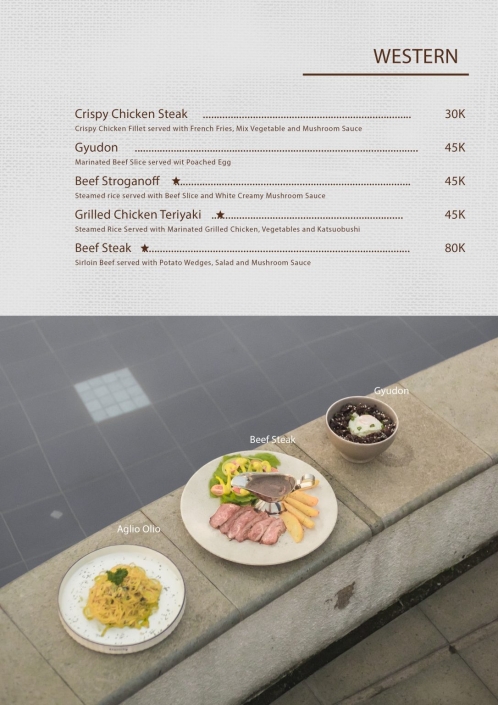 WESTERN
Crispy Chicken Steak 30K
Crispy Chicken Fillet served with French Fries, Mix Vegetable and Mushroom Sauce
Gyudon 45K
Marinated Beef Slice served wit Poached Egg
Beef Stroganoff ★ 45K
Steamed rice served with Beef Slice and White Creamy Mushroom Sauce
Grilled Chicken Teriyaki ★ 45K
Steamed Rice Served with Marinated Grilled Chicken, Vegetables and Katsuobushi
Beef Steak ★ 80K
Sirloin Beef served with Potato Wedges, Salad and Mushroom Sauce
Gyudon
Beef Steak
Aglio Olio